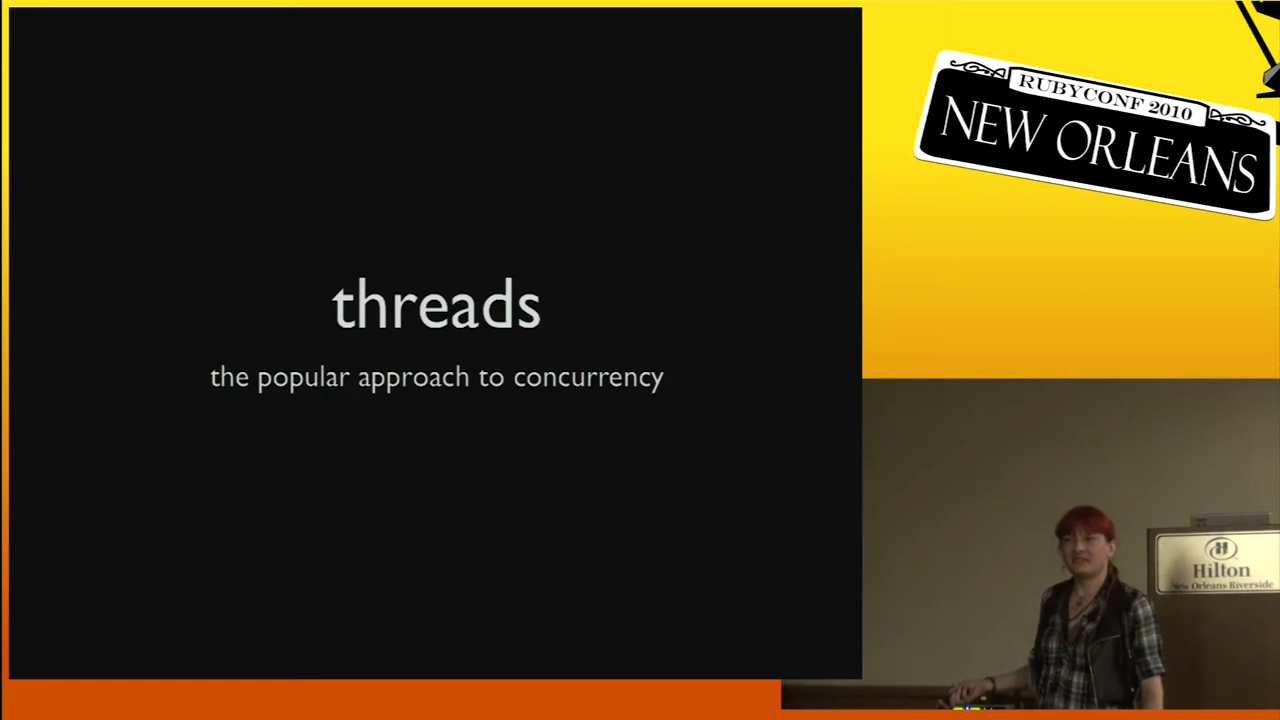 threads
the popular approach to concurrency
RUBYCONF 2010
NEW ORLEANS
Hilton
New Orleans Riverside